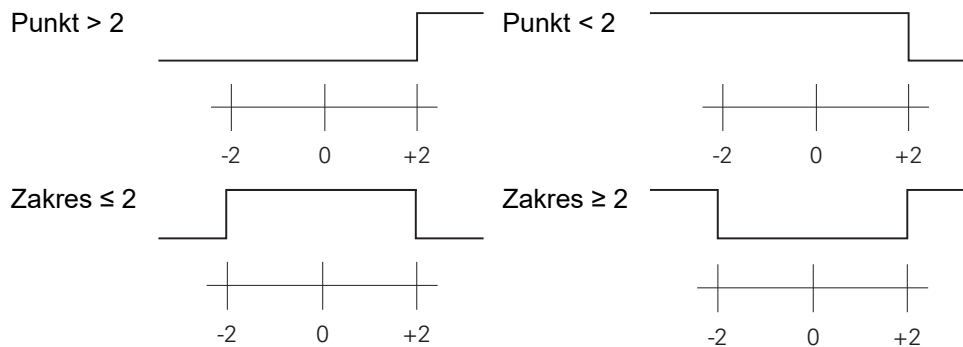 Punkt > 2
-2 0 +2
Punkt < 2
-2 0 +2
Zakres ≤ 2
-2 0 +2
Zakres ≥ 2
-2 0 +2